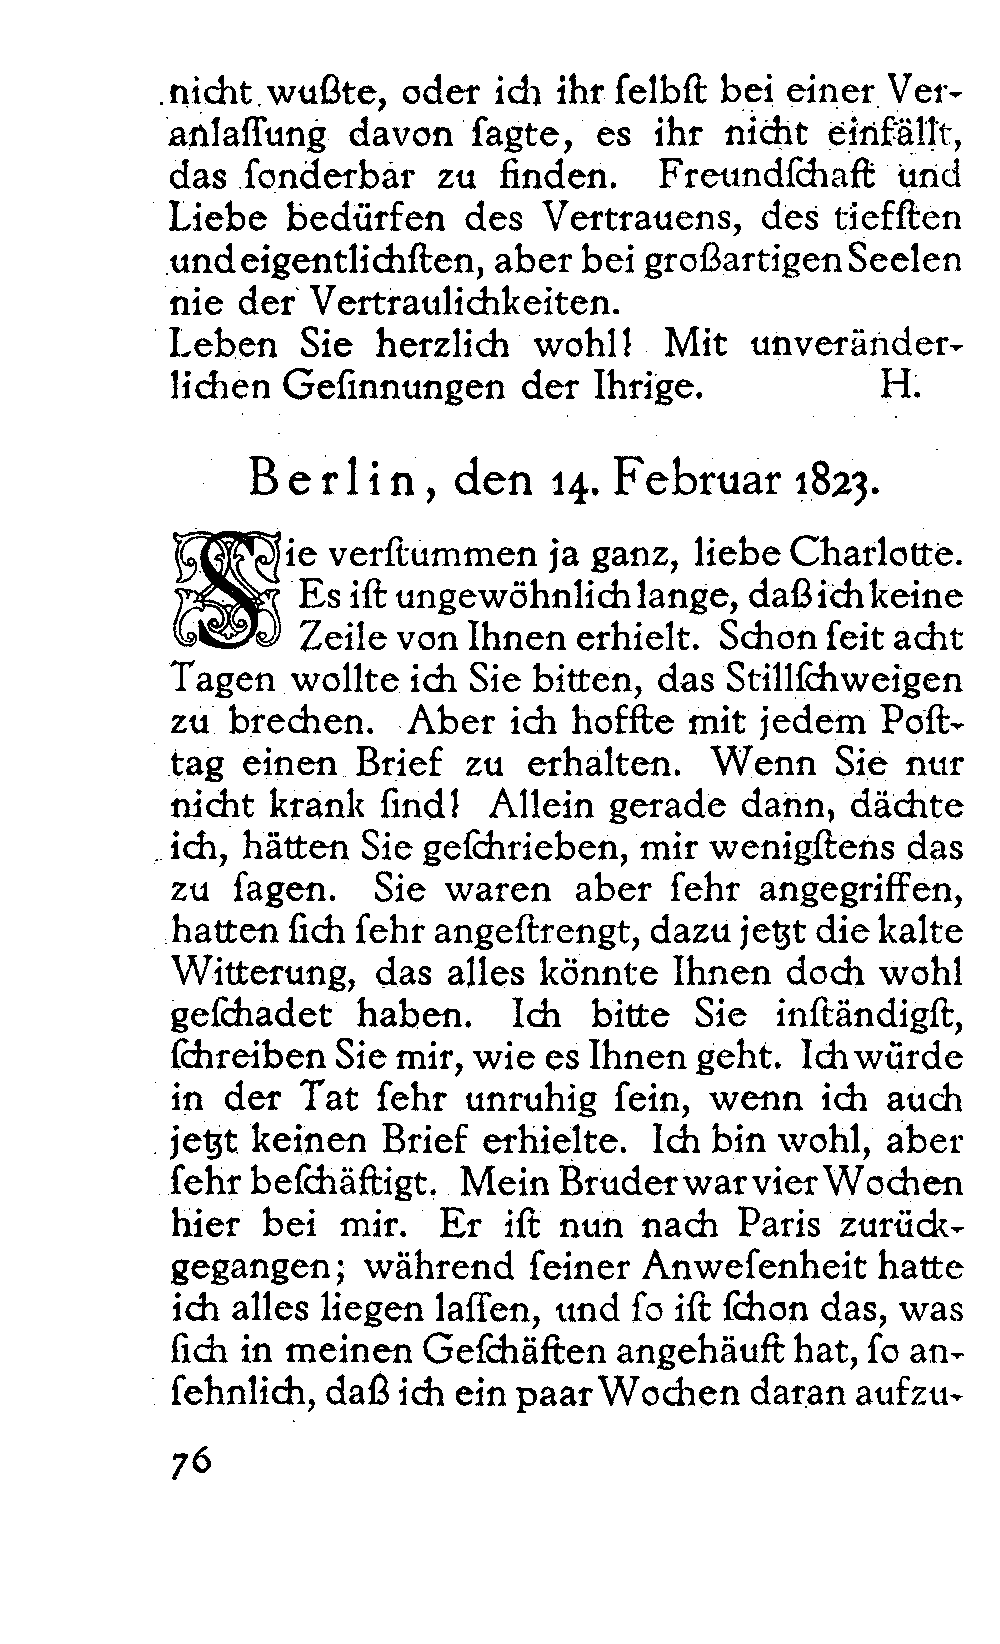 nicht wußte, oder ich ihr ſelbſt bei einer Ver-
anlaſſung davon ſagte, es ihr nicht einfällt,
das ſonderbar zu finden. Freundſchaft und
Liebe bedürfen des Vertrauens, des tiefſten
und eigentlichſten, aber bei großartigen Seelen
nie der Vertraulichkeiten.
Leben Sie herzlich wohl! Mit unveränder-
lichen Geſinnungen der Ihrige. H.
Berlin, den 14. Februar 1823.
Sie verſtummen ja ganz, liebe Charlotte.
Es iſt ungewöhnlich lange, daß ich keine
Zeile von Ihnen erhielt. Schon ſeit acht
Tagen wollte ich Sie bitten, das Stillſchweigen
zu brechen. Aber ich hoffte mit jedem Poſt-
tag einen Brief zu erhalten. Wenn Sie nur
nicht krank ſind! Allein gerade dann, dächte
ich, hätten Sie geſchrieben, mir wenigſtens das
zu ſagen. Sie waren aber ſehr angegriffen,
hatten ſich ſehr angeſtrengt, dazu jetzt die kalte
Witterung, das alles könnte Ihnen doch wohl
geſchadet haben. Ich bitte Sie inſtändigſt,
ſchreiben Sie mir, wie es Ihnen geht. Ich würde
in der Tat ſehr unruhig ſein, wenn ich auch
jetzt keinen Brief erhielte. Ich bin wohl, aber
ſehr beſchäftigt. Mein Bruder war vier Wochen
hier bei mir. Er iſt nun nach Paris zurück-
gegangen; während ſeiner Anweſenheit hatte
ich alles liegen laſſen, und ſo iſt ſchon das, was
ſich in meinen Geſchäften angehäuft hat, ſo an-
ſehnlich, daß ich ein paar Wochen daran aufzu-
76